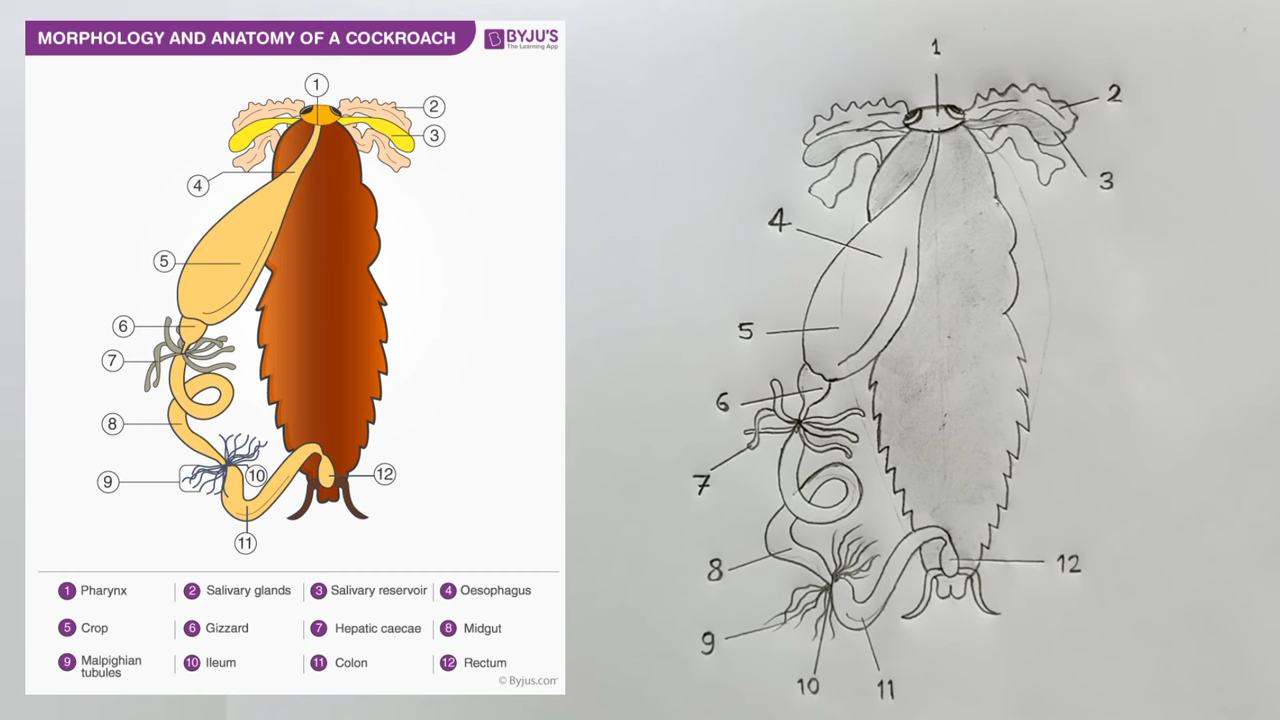 MORPHOLOGY AND ANATOMY OF A COCKROACH
BYJU'S
The Learning App
1
2
3
4
5
6
7
8
9
10
11
12
1 Pharynx
2 Salivary glands
3 Salivary reservoir
4 Oesophagus
5 Crop
6 Gizzard
7 Hepatic caecae
8 Midgut
9 Malpighian
tubules
10 Ileum
11 Colon
12 Rectum
© Byjus.com
1
2
3
4
5
6
7
8
9
10
11
12